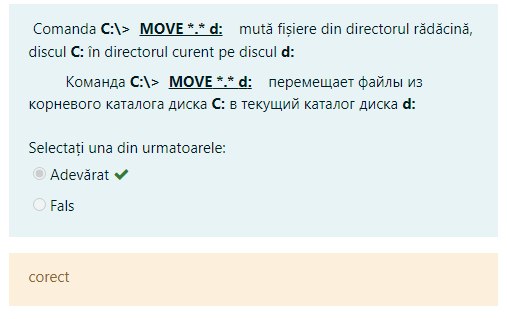 Comanda C:\> MOVE *.* d: mută fișiere din directorul rădăcină,
discul C: în directorul curent pe discul d:
Команда C:\> MOVE *.* d: перемещает файлы из
корневого каталога диска C: в текущий каталог диска d:
Selectați una din urmatoarele:
Adevărat
Fals
corect